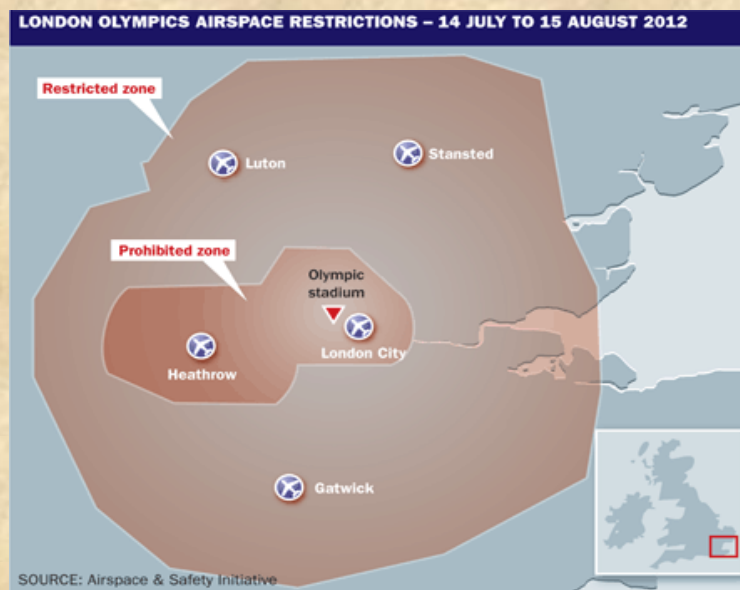 LONDON OLYMPICS AIRSPACE RESTRICTIONS – 14 JULY TO 15 AUGUST 2012
Restricted zone
Luton
Stansted
Prohibited zone
Olympic
stadium
London City
Heathrow
Gatwick
SOURCE: Airspace & Safety Initiative